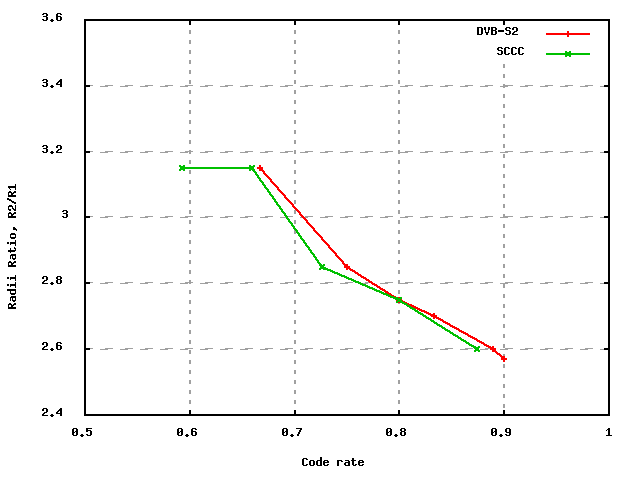 3.6
DVB-S2
SCCC
3.4
3.2
3
2.8
2.6
2.4
Radii Ratio, R2/R1
0.5 0.6 0.7 0.8 0.9 1
Code rate